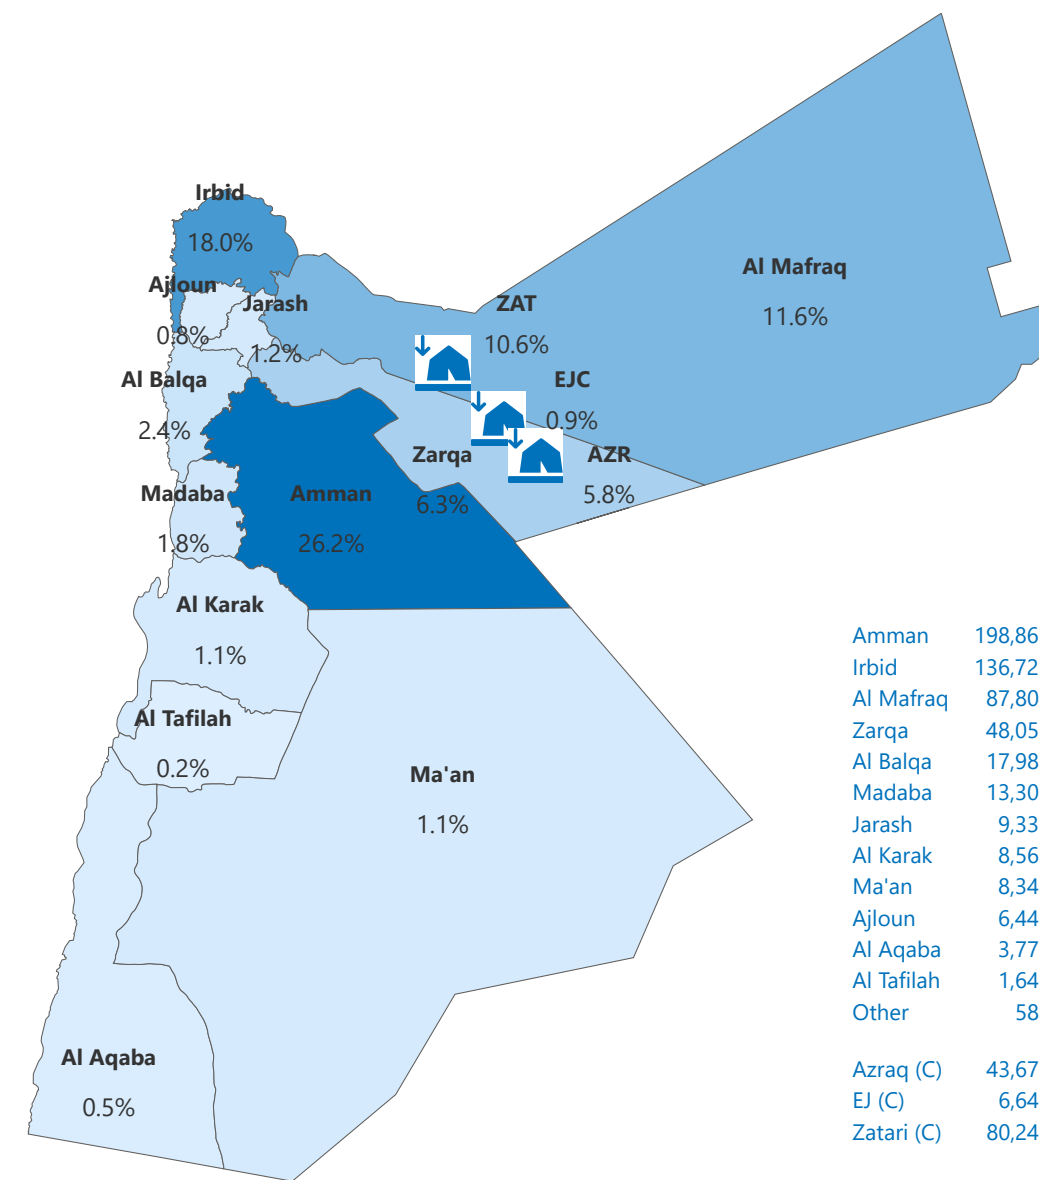 Irbid
18.0%
Ajloun
0.8%
Jarash
1.2%
Al Mafraq
11.6%
ZAT
10.6%
EJC
0.9%
AZR
5.8%
Al Balqa
2.4%
Zarqa
6.3%
Madaba
1.8%
Amman
26.2%
Al Karak
1.1%
Al Tafilah
0.2%
Ma'an
1.1%
Al Aqaba
0.5%
Amman 198,86
Irbid 136,72
Al Mafraq 87,80
Zarqa 48,05
Al Balqa 17,98
Madaba 13,30
Jarash 9,33
Al Karak 8,56
Ma'an 8,34
Ajloun 6,44
Al Aqaba 3,77
Al Tafilah 1,64
Other 58
Azraq (C) 43,67
EJ (C) 6,64
Zatari (C) 80,24